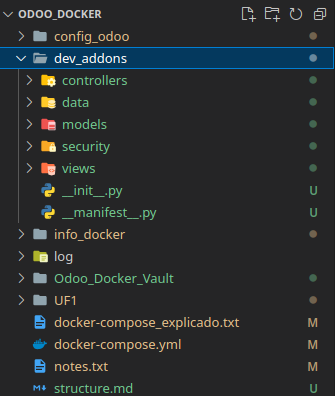 ODOO_DOCKER
config_odoo
dev_addons
controllers
data
models
security
views
__init__.py U
__manifest__.py U
info_docker
log
Odoo_Docker_Vault
UF1
docker-compose_explicado.txt M
docker-compose.yml M
notes.txt M
structure.md U